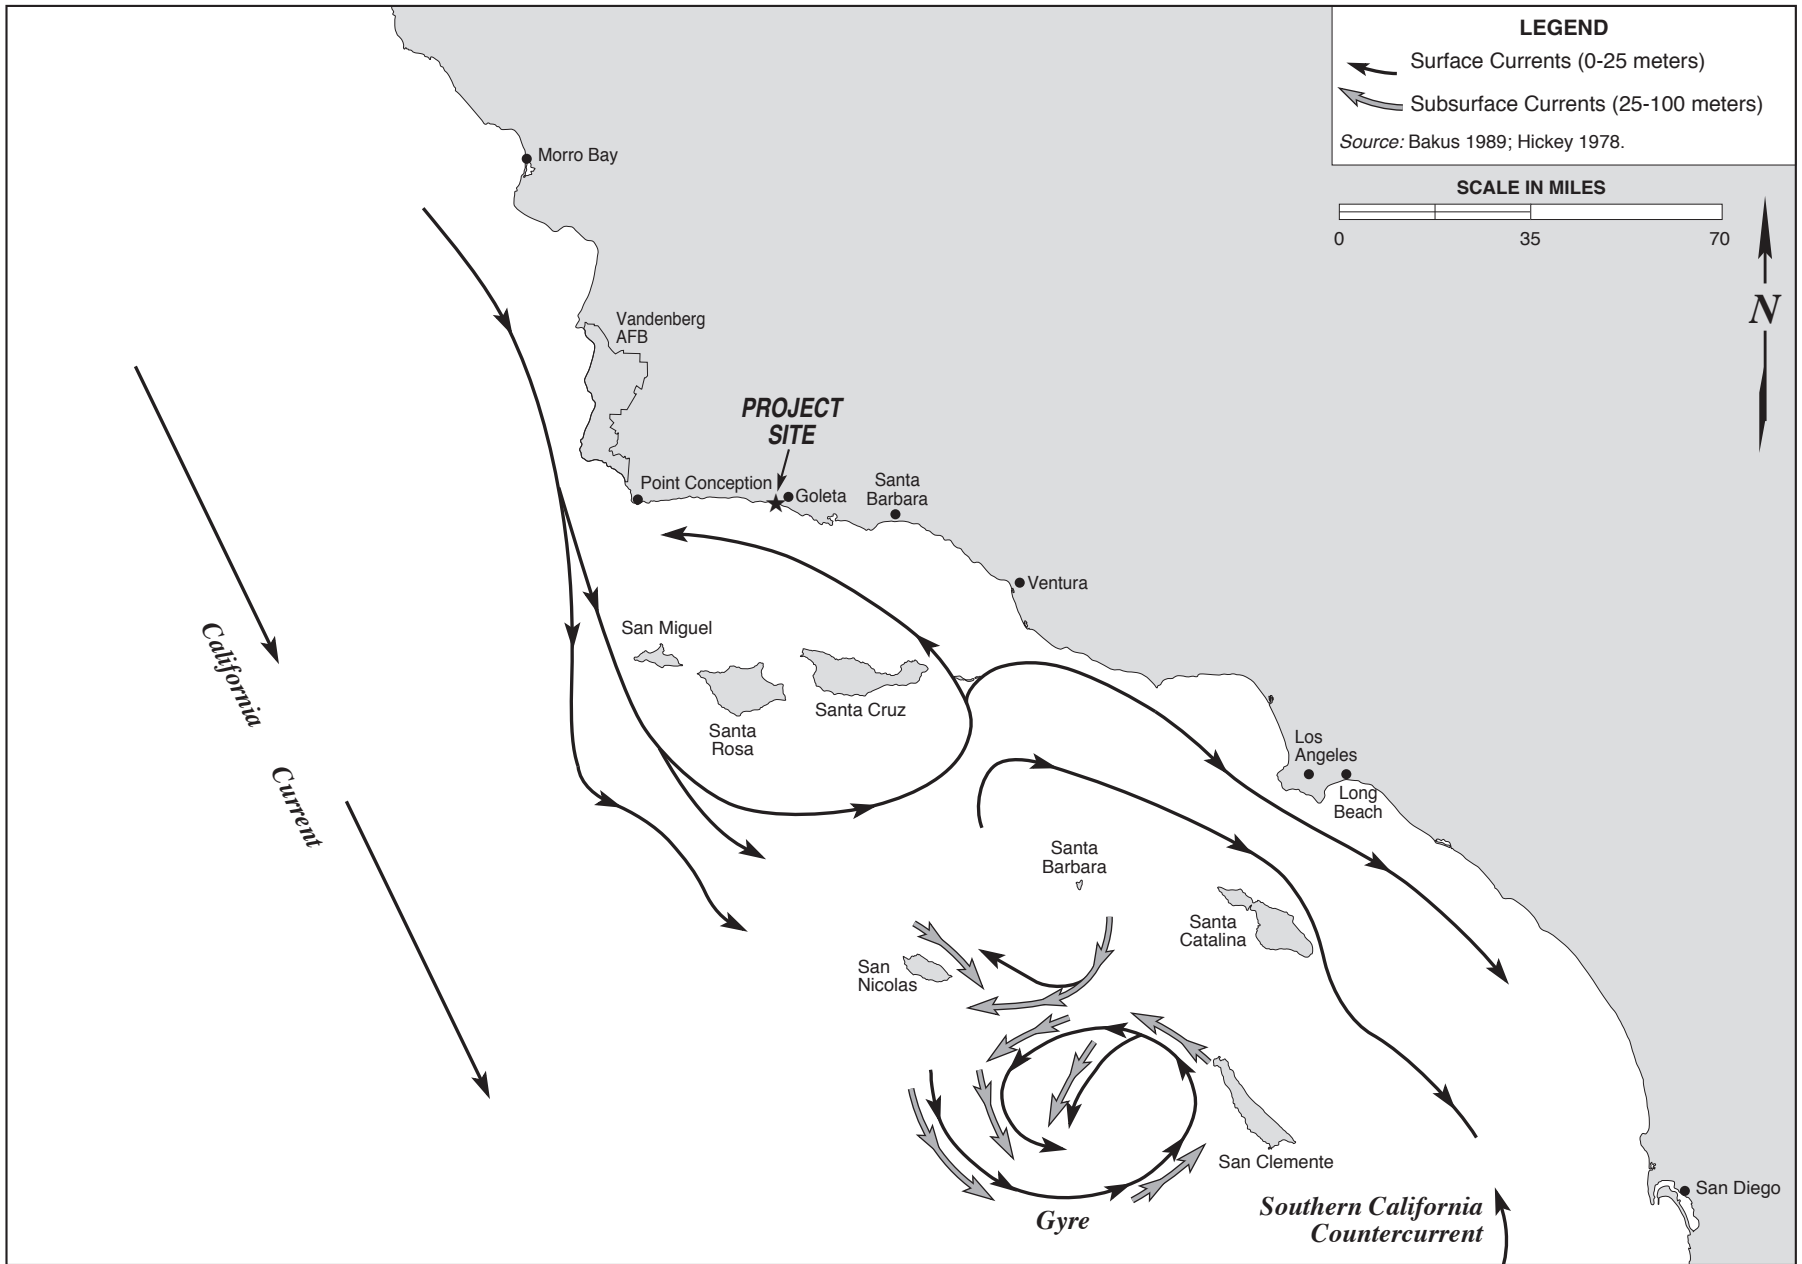 LEGEND
Surface Currents (0-25 meters)
Subsurface Currents (25-100 meters)
Source: Bakus 1989; Hickey 1978.
SCALE IN MILES
0 35 70
N
Morro Bay
Vandenberg
AFB
PROJECT
SITE
Point Conception
Goleta
Santa
Barbara
Ventura
San Miguel
Santa
Rosa
Santa Cruz
California
Current
Los
Angeles
Long
Beach
Santa
Barbara
Santa
Catalina
San
Nicolas
San Clemente
Gyre
Southern California
Countercurrent
San Diego